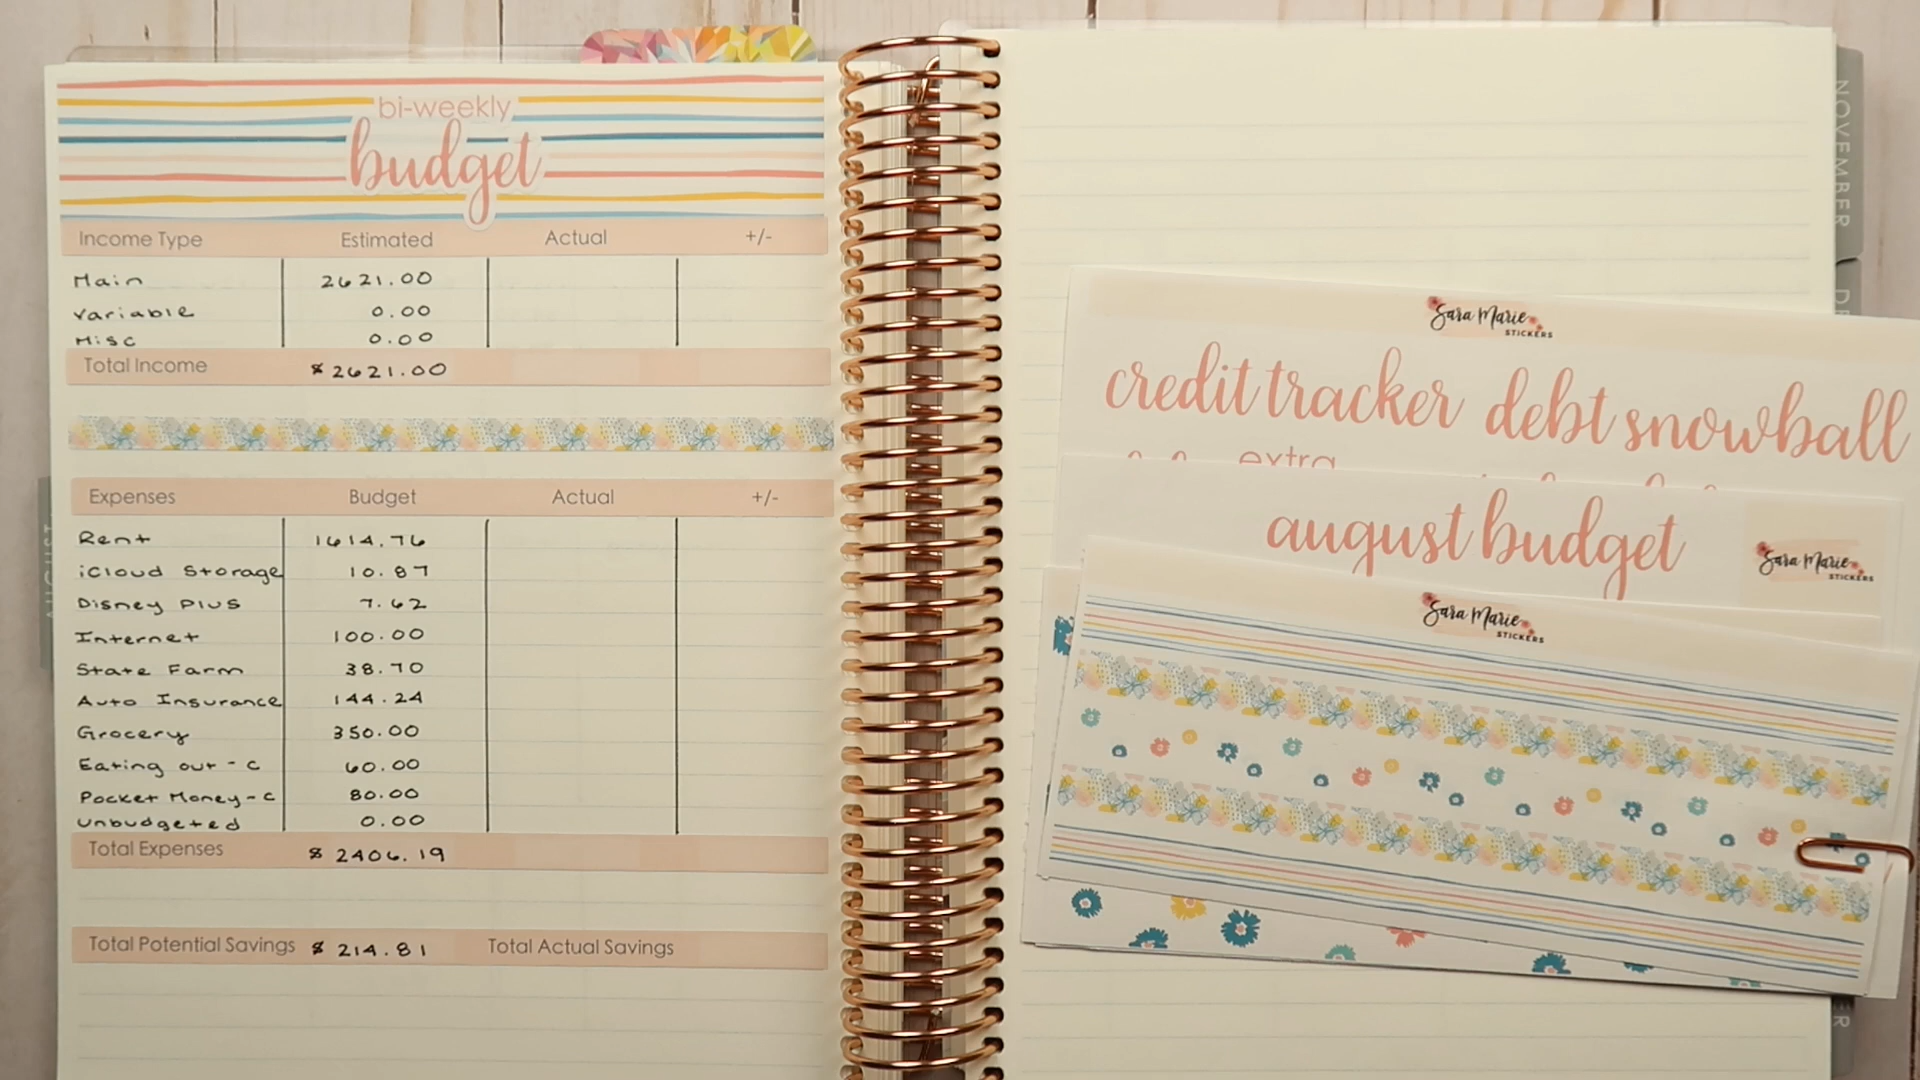 bi-weekly
budget
Income Type Estimated Actual +/-
Main 2621.00
Variable 0.00
Misc 0.00
Total Income $2621.00
Expenses Budget Actual +/-
Rent 1614.76
iCloud Storage 10.87
Disney Plus 7.62
Internet 100.00
State Farm 38.70
Auto Insurance 144.24
Grocery 350.00
Eating out - c 60.00
Pocket Money - c 80.00
unbudgeted 0.00
Total Expenses $ 2406.19
Total Potential Savings $ 214.81 Total Actual Savings
NOVEMBER
Sara Marie
STICKERS
credit tracker debt snowball
extra
august budget
Sara Marie
STICKERS
Sara Marie
STICKERS